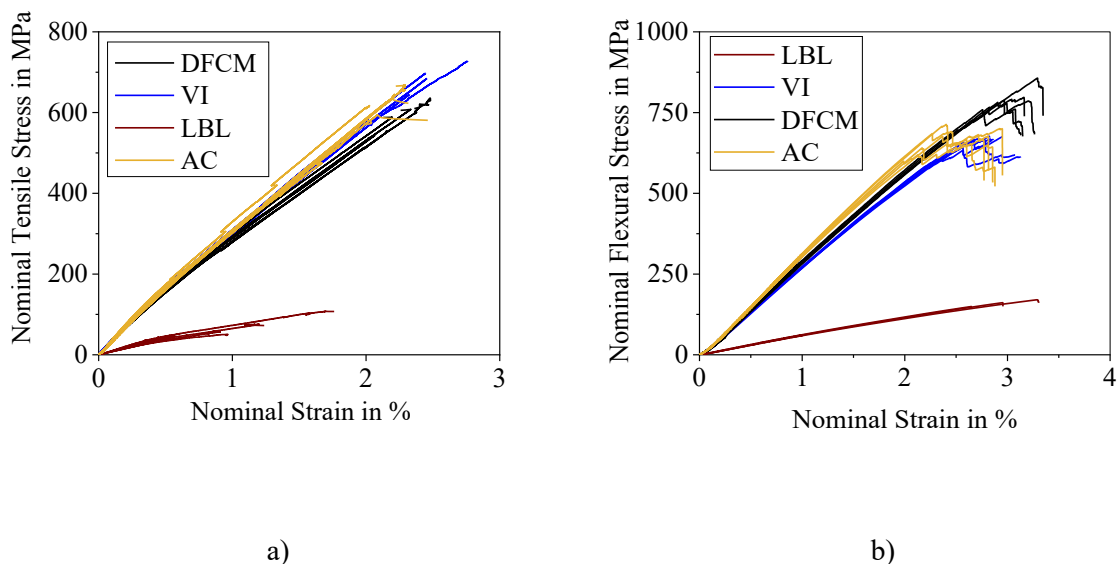 Nominal Tensile Stress in MPa
800
600
400
200
0
DFCM
VI
LBL
AC
0
1
2
3
Nominal Strain in %
a)
Nominal Flexural Stress in MPa
1000
750
500
250
0
LBL
VI
DFCM
AC
0
1
2
3
4
Nominal Strain in %
b)